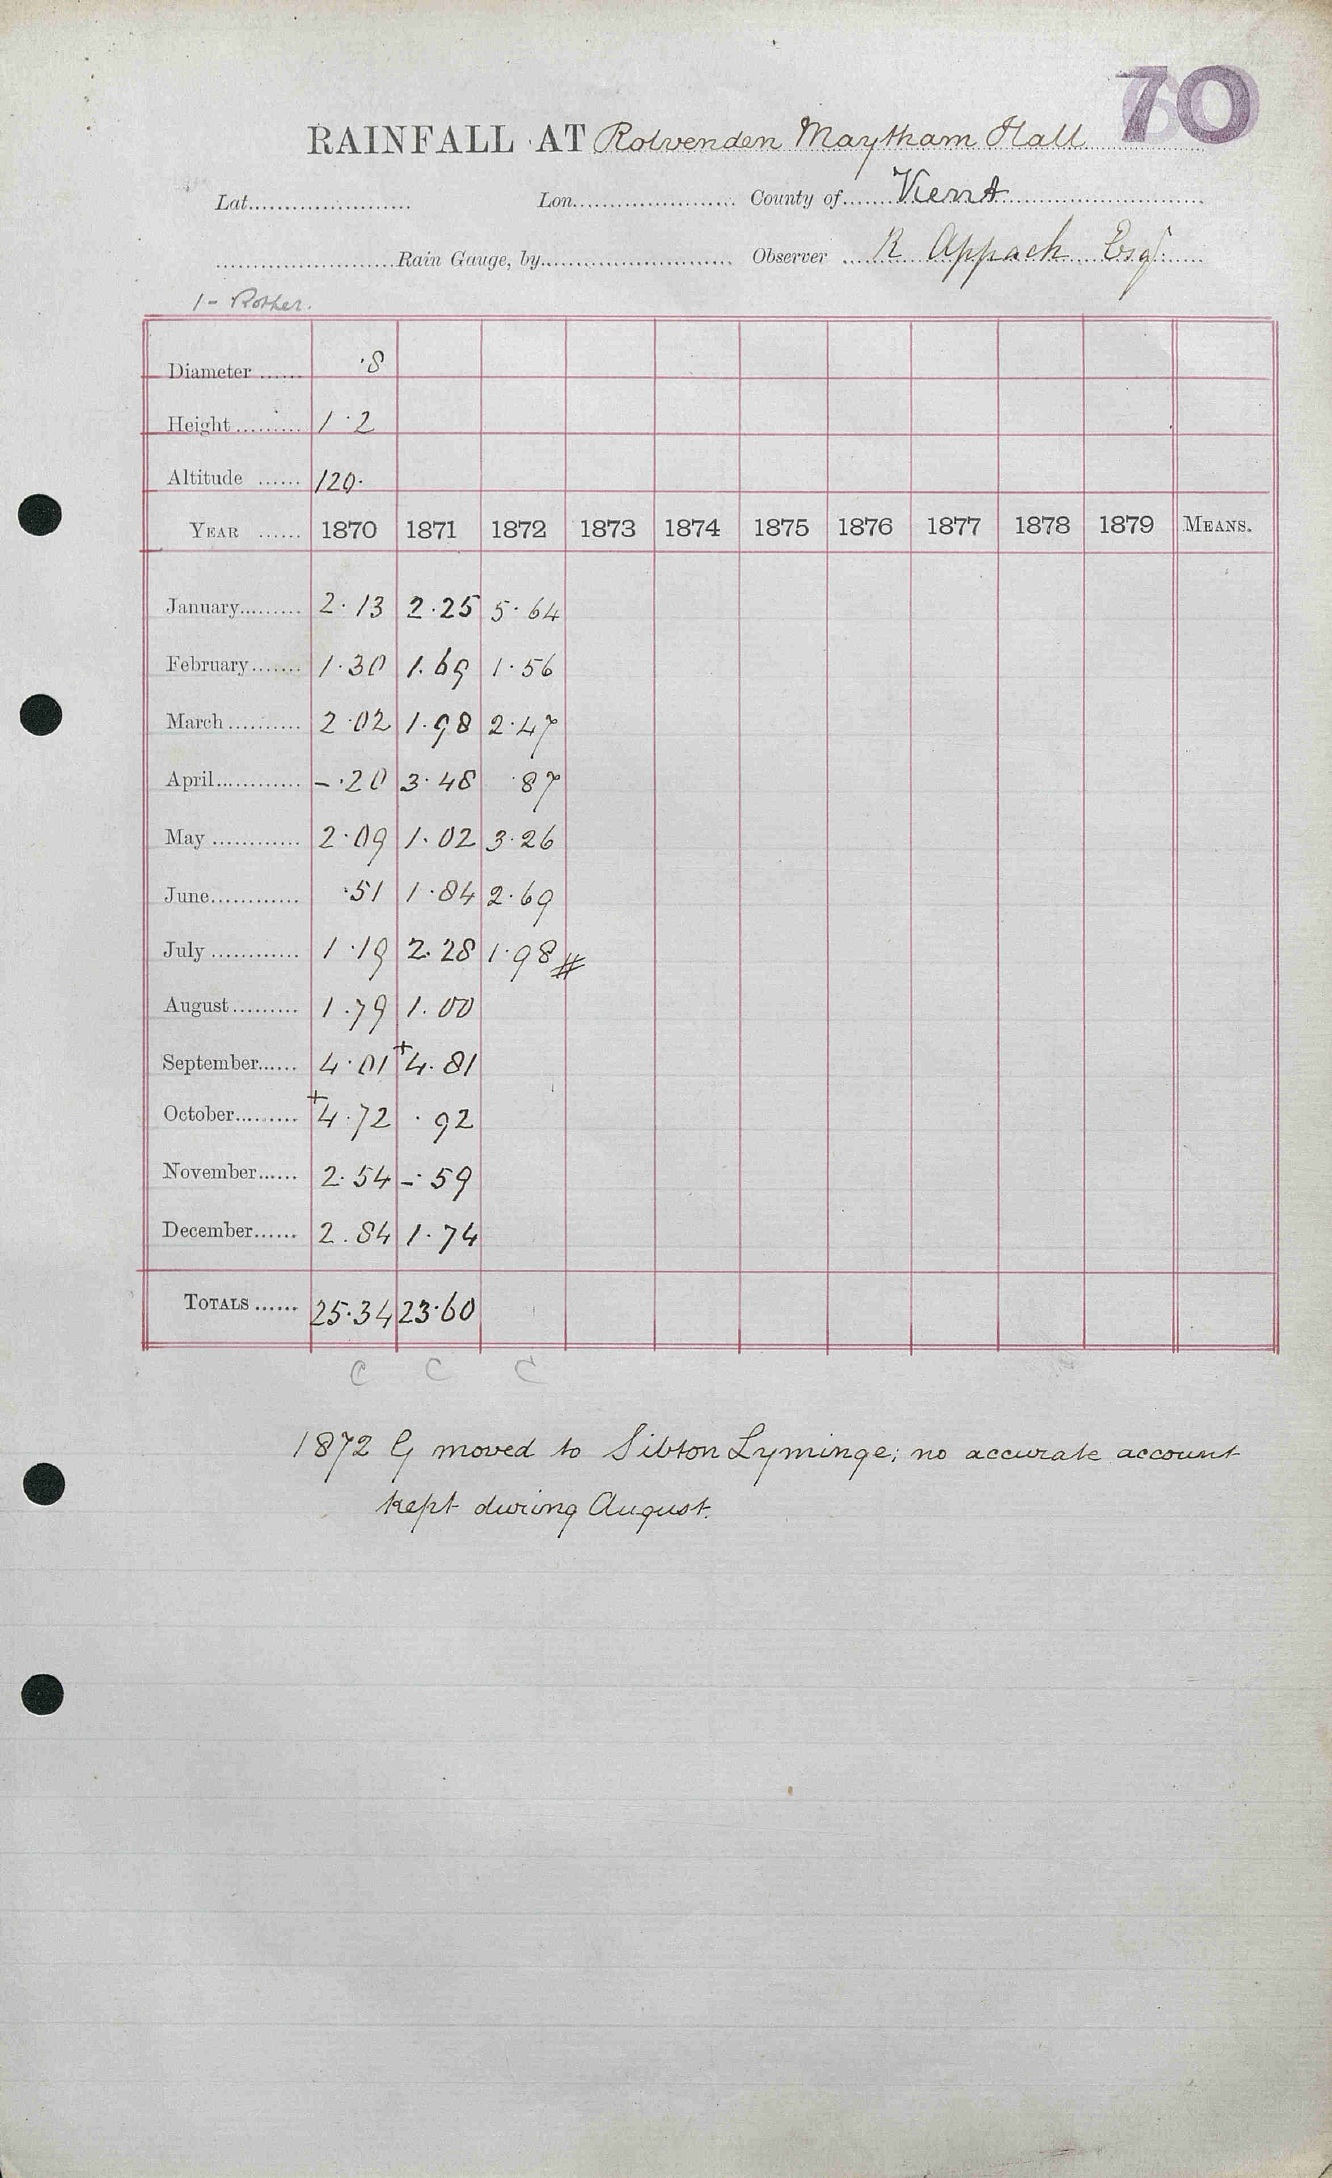 70
RAINFALL AT Rolvenden Maytham Hall
Lat. Lon. County of Kent
Rain Gauge, by Observer R Appach Esqr
1 - Rother.
Diameter ·8
Height 1·2
Altitude 120·
YEAR 1870 1871 1872 1873 1874 1875 1876 1877 1878 1879 MEANS.
January 2·13 2·25 5·64
February 1·30 1·69 1·56
March 2·02 1·98 2·47
April -·20 3·48 ·87
May 2·09 1·02 3·26
June ·51 1·84 2·69
July 1·19 2·28 1·98 #
August 1·79 1·00
September 4·01 +4·81
October +4·72 ·92
November 2·54 -·59
December 2·84 1·74
TOTALS 25·34 23·60
C C C
1872 G moved to Sibton Lyminge; no accurate account
kept during August.